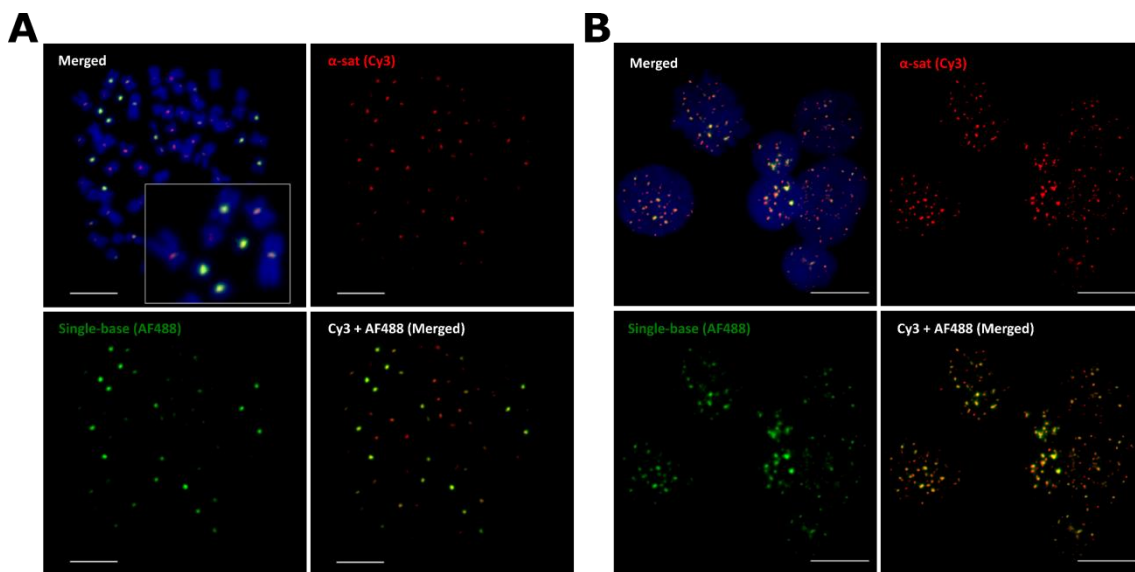 A
B
Merged
α-sat (Cy3)
Merged
α-sat (Cy3)
Single-base (AF488)
Cy3 + AF488 (Merged)
Single-base (AF488)
Cy3 + AF488 (Merged)